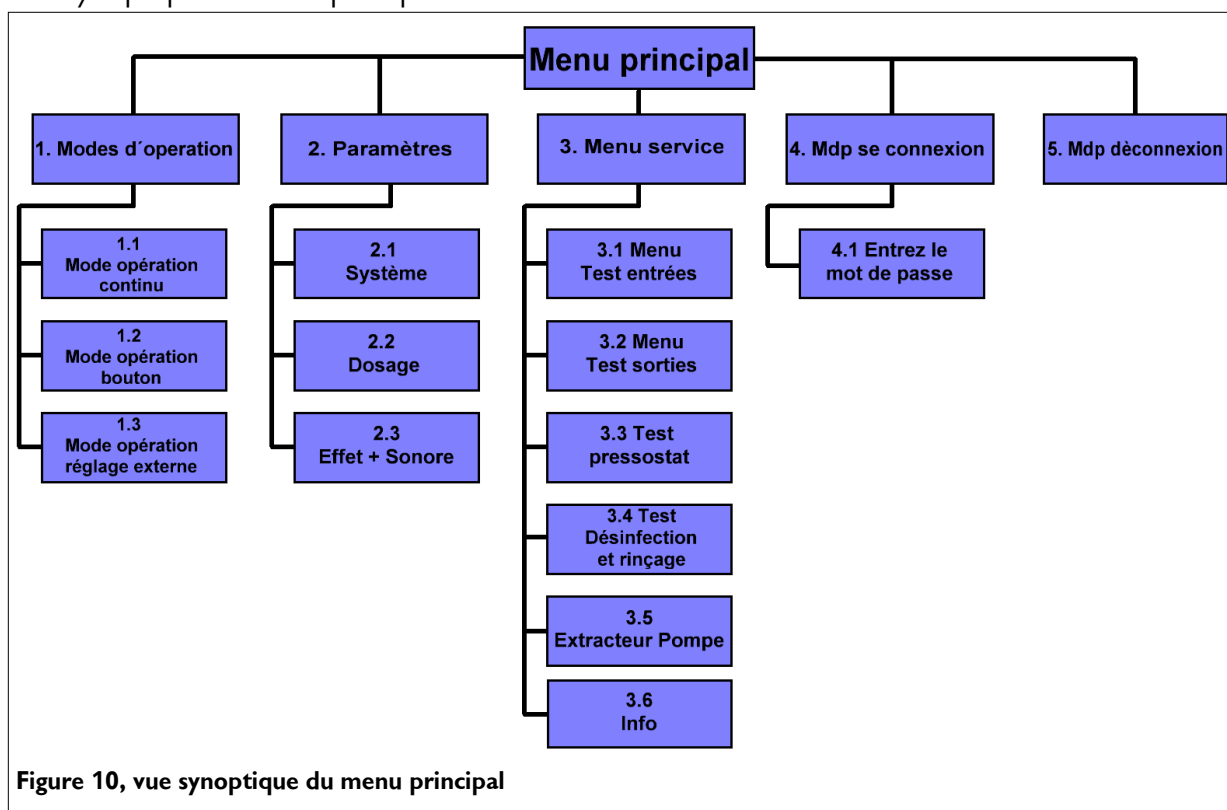 Menu principal
1. Modes d´operation
2. Paramètres
3. Menu service
4. Mdp se connexion
5. Mdp dèconnexion
1.1
Mode opération
continu
1.2
Mode opération
bouton
1.3
Mode opération
réglage externe
2.1
Système
2.2
Dosage
2.3
Effet + Sonore
3.1 Menu
Test entrées
3.2 Menu
Test sorties
3.3 Test
pressostat
3.4 Test
Désinfection
et rinçage
3.5
Extracteur Pompe
3.6
Info
4.1 Entrez le
mot de passe
Figure 10, vue synoptique du menu principal